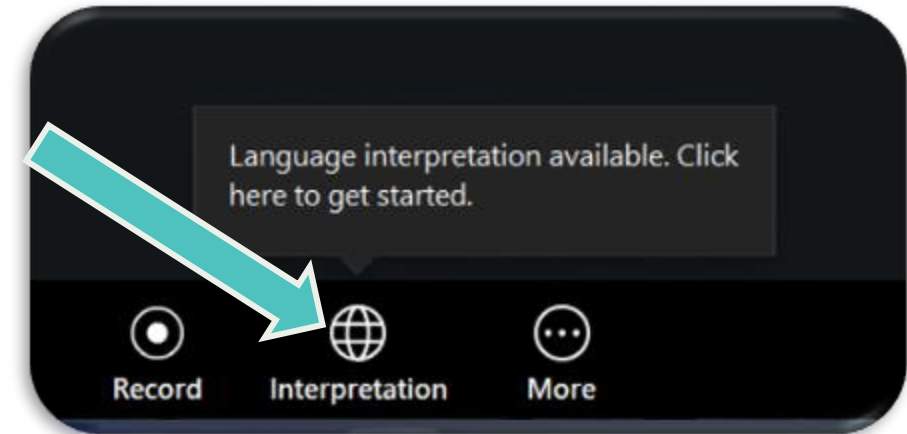 Language interpretation available. Click
here to get started.
Record
Interpretation
More